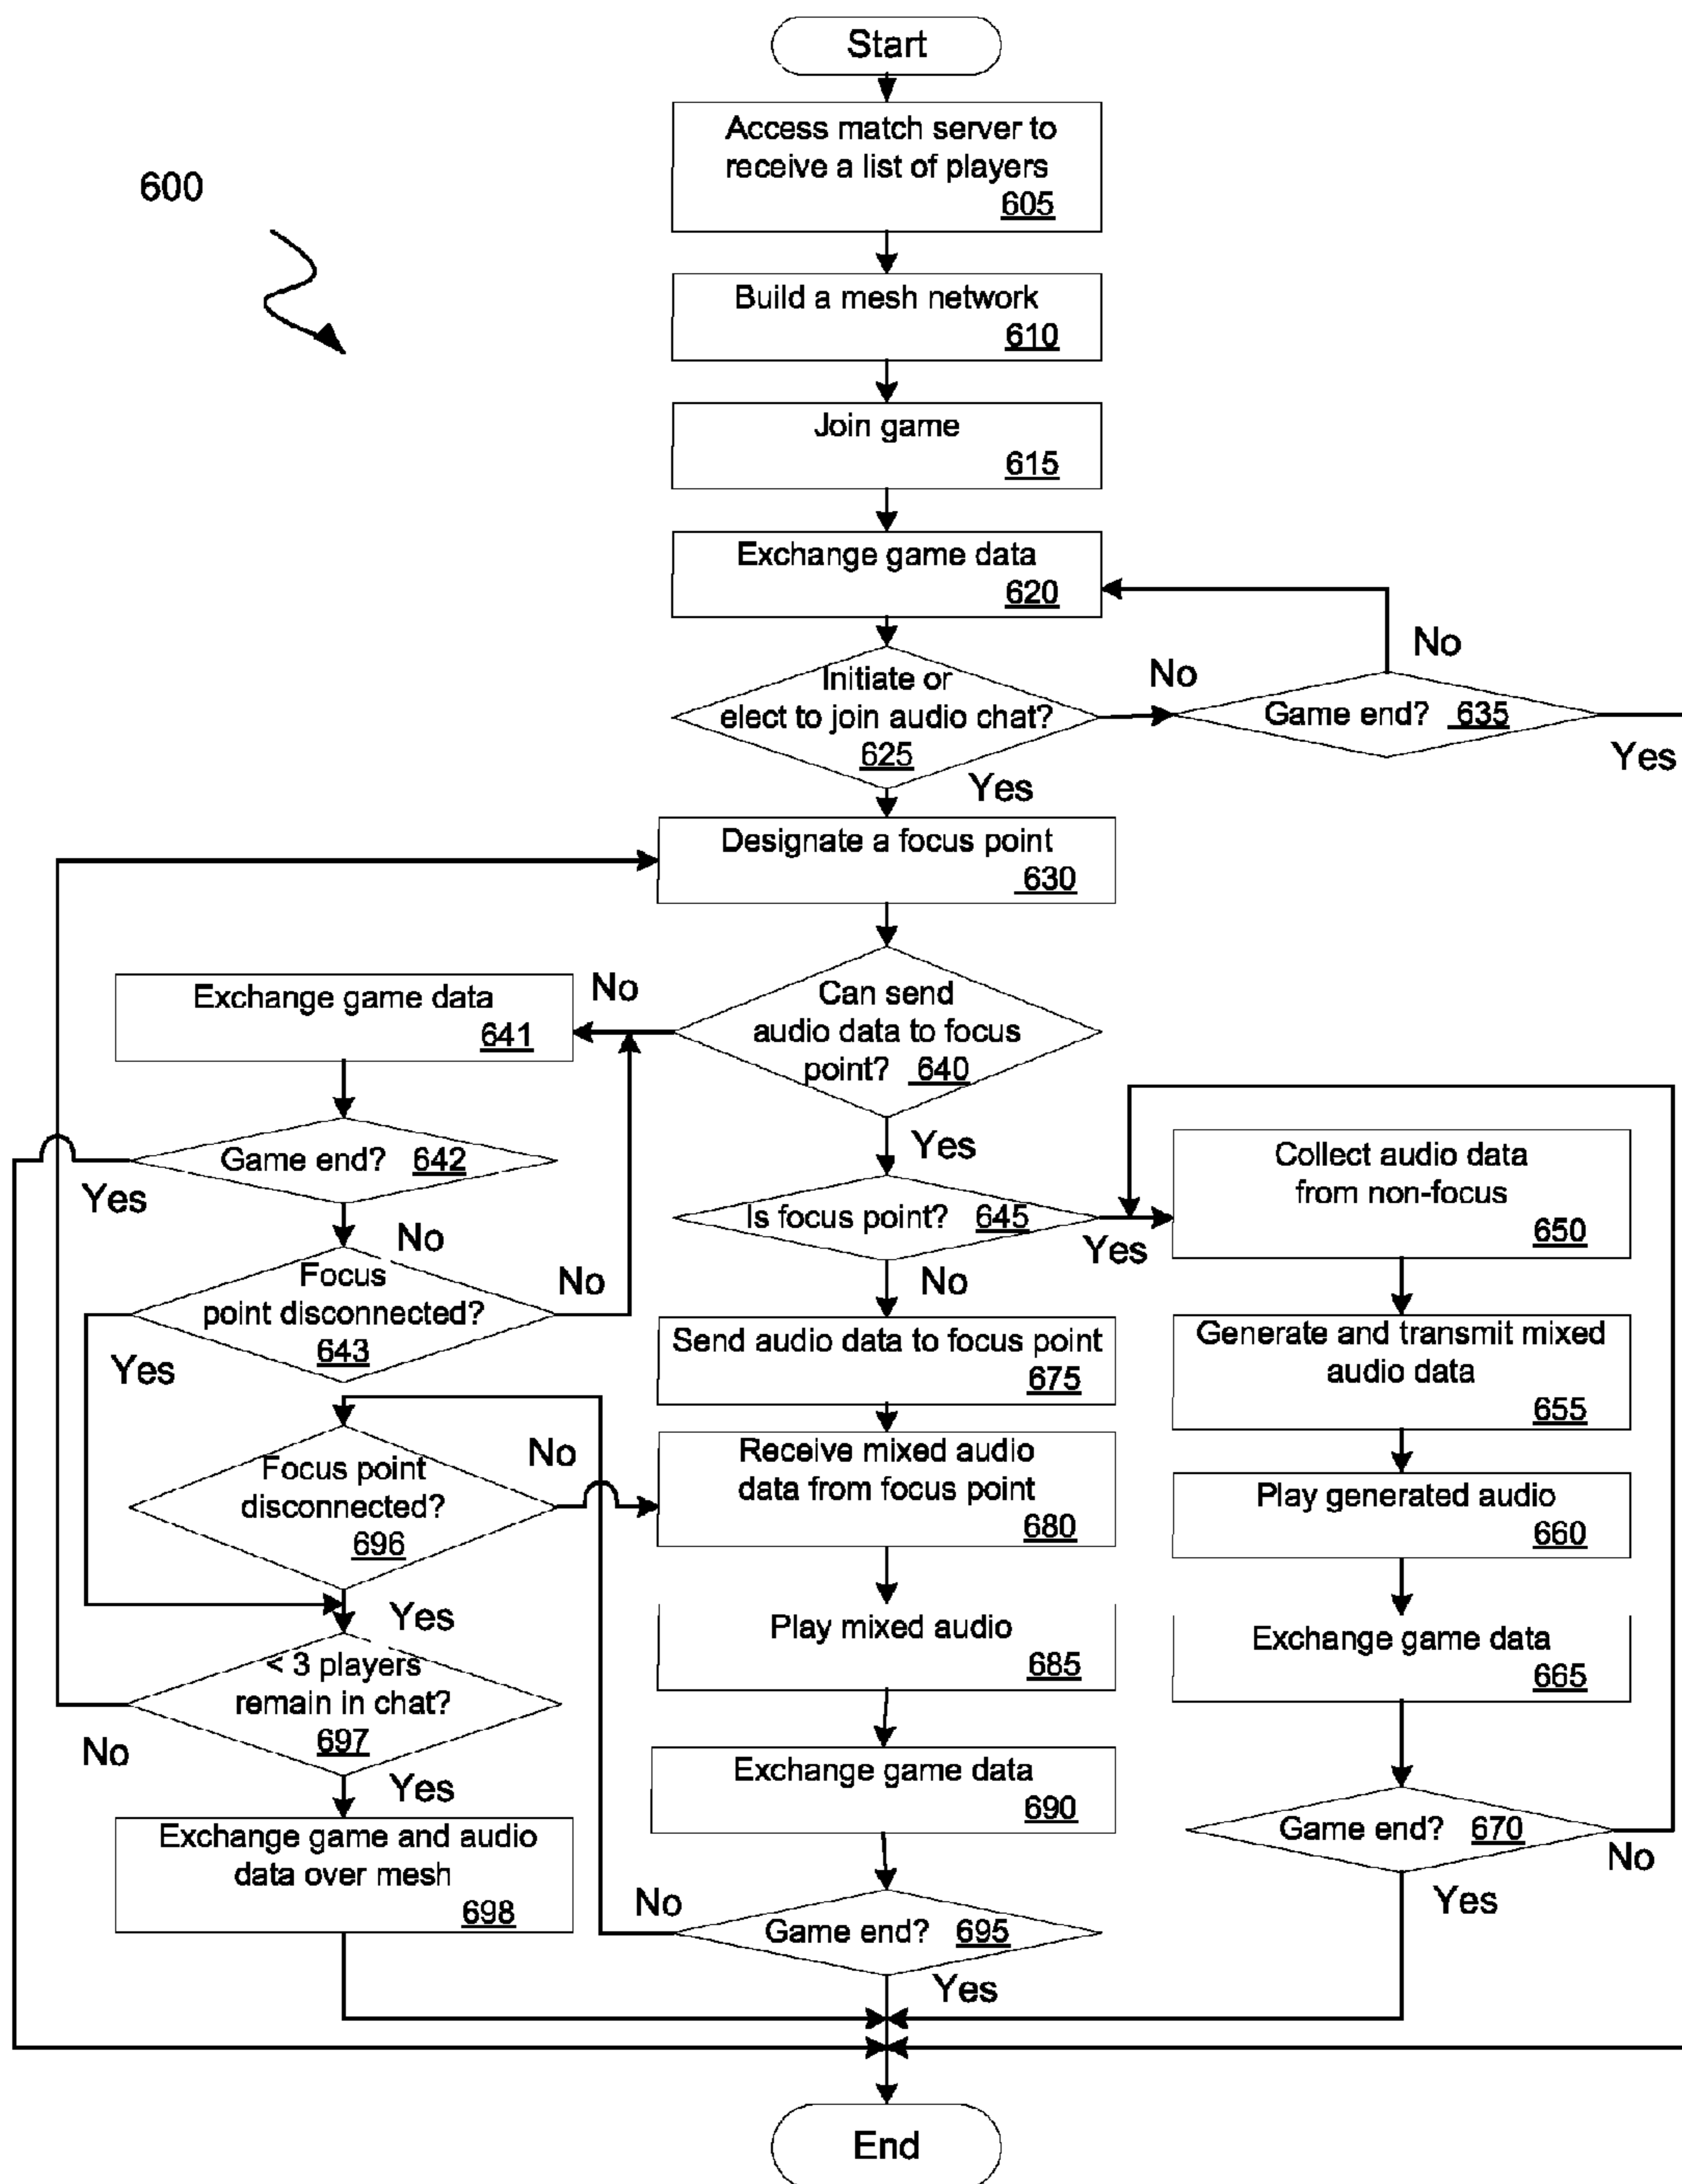 Start
Access match server to
receive a list of players
605
600
Build a mesh network
610
Join game
615
Exchange game data
620
No
Initiate or
elect to join audio chat?
625
No
Game end? 635
Yes
Yes
Designate a focus point
630
Exchange game data
641
No
Can send
audio data to focus
point? 640
Yes
Game end? 642
Yes
No
Is focus point? 645
Yes
No
Collect audio data
from non-focus
650
Focus
point disconnected?
643
No
Yes
Send audio data to focus point
675
Generate and transmit mixed
audio data
655
Focus point
disconnected?
696
No
Yes
Receive mixed audio
data from focus point
680
Play generated audio
660
Play mixed audio
685
Exchange game data
665
< 3 players
remain in chat?
697
No
Yes
Exchange game data
690
Game end? 670
No
Yes
Exchange game and audio
data over mesh
698
No
Game end? 695
Yes
End